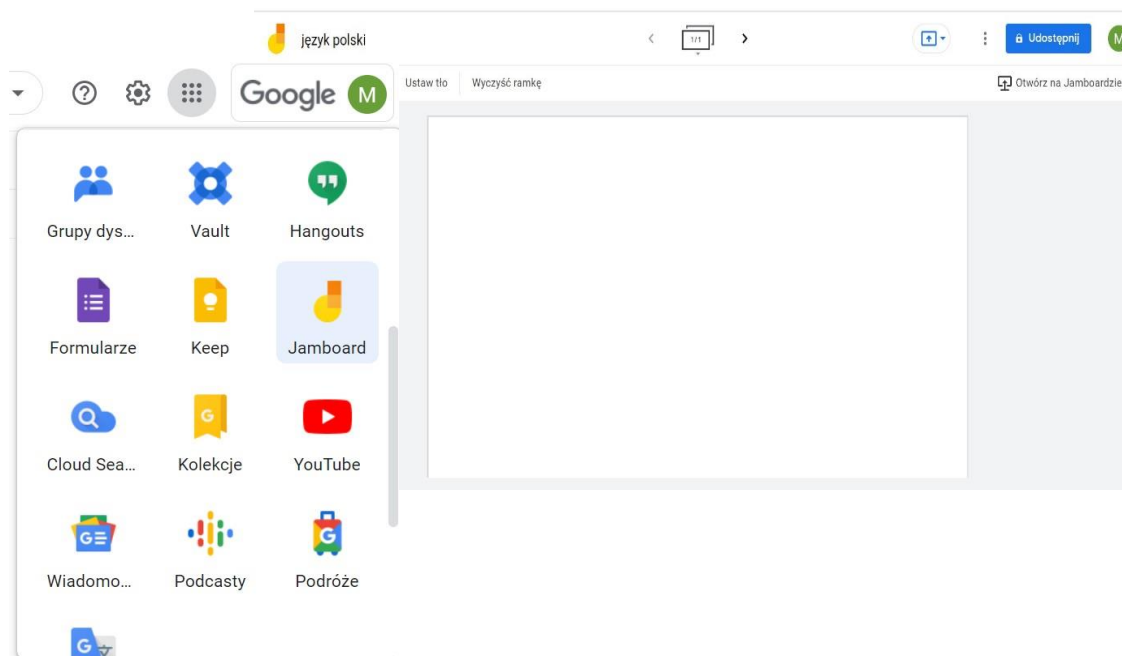 język polski
1/1
Udostępnij
M
Google M
Ustaw tło Wyczyść ramkę
Otwórz na Jamboardzie
Grupy dys... Vault Hangouts
Formularze Keep Jamboard
G
Cloud Sea... Kolekcje YouTube
G G
Wiadomo... Podcasty Podróże
G